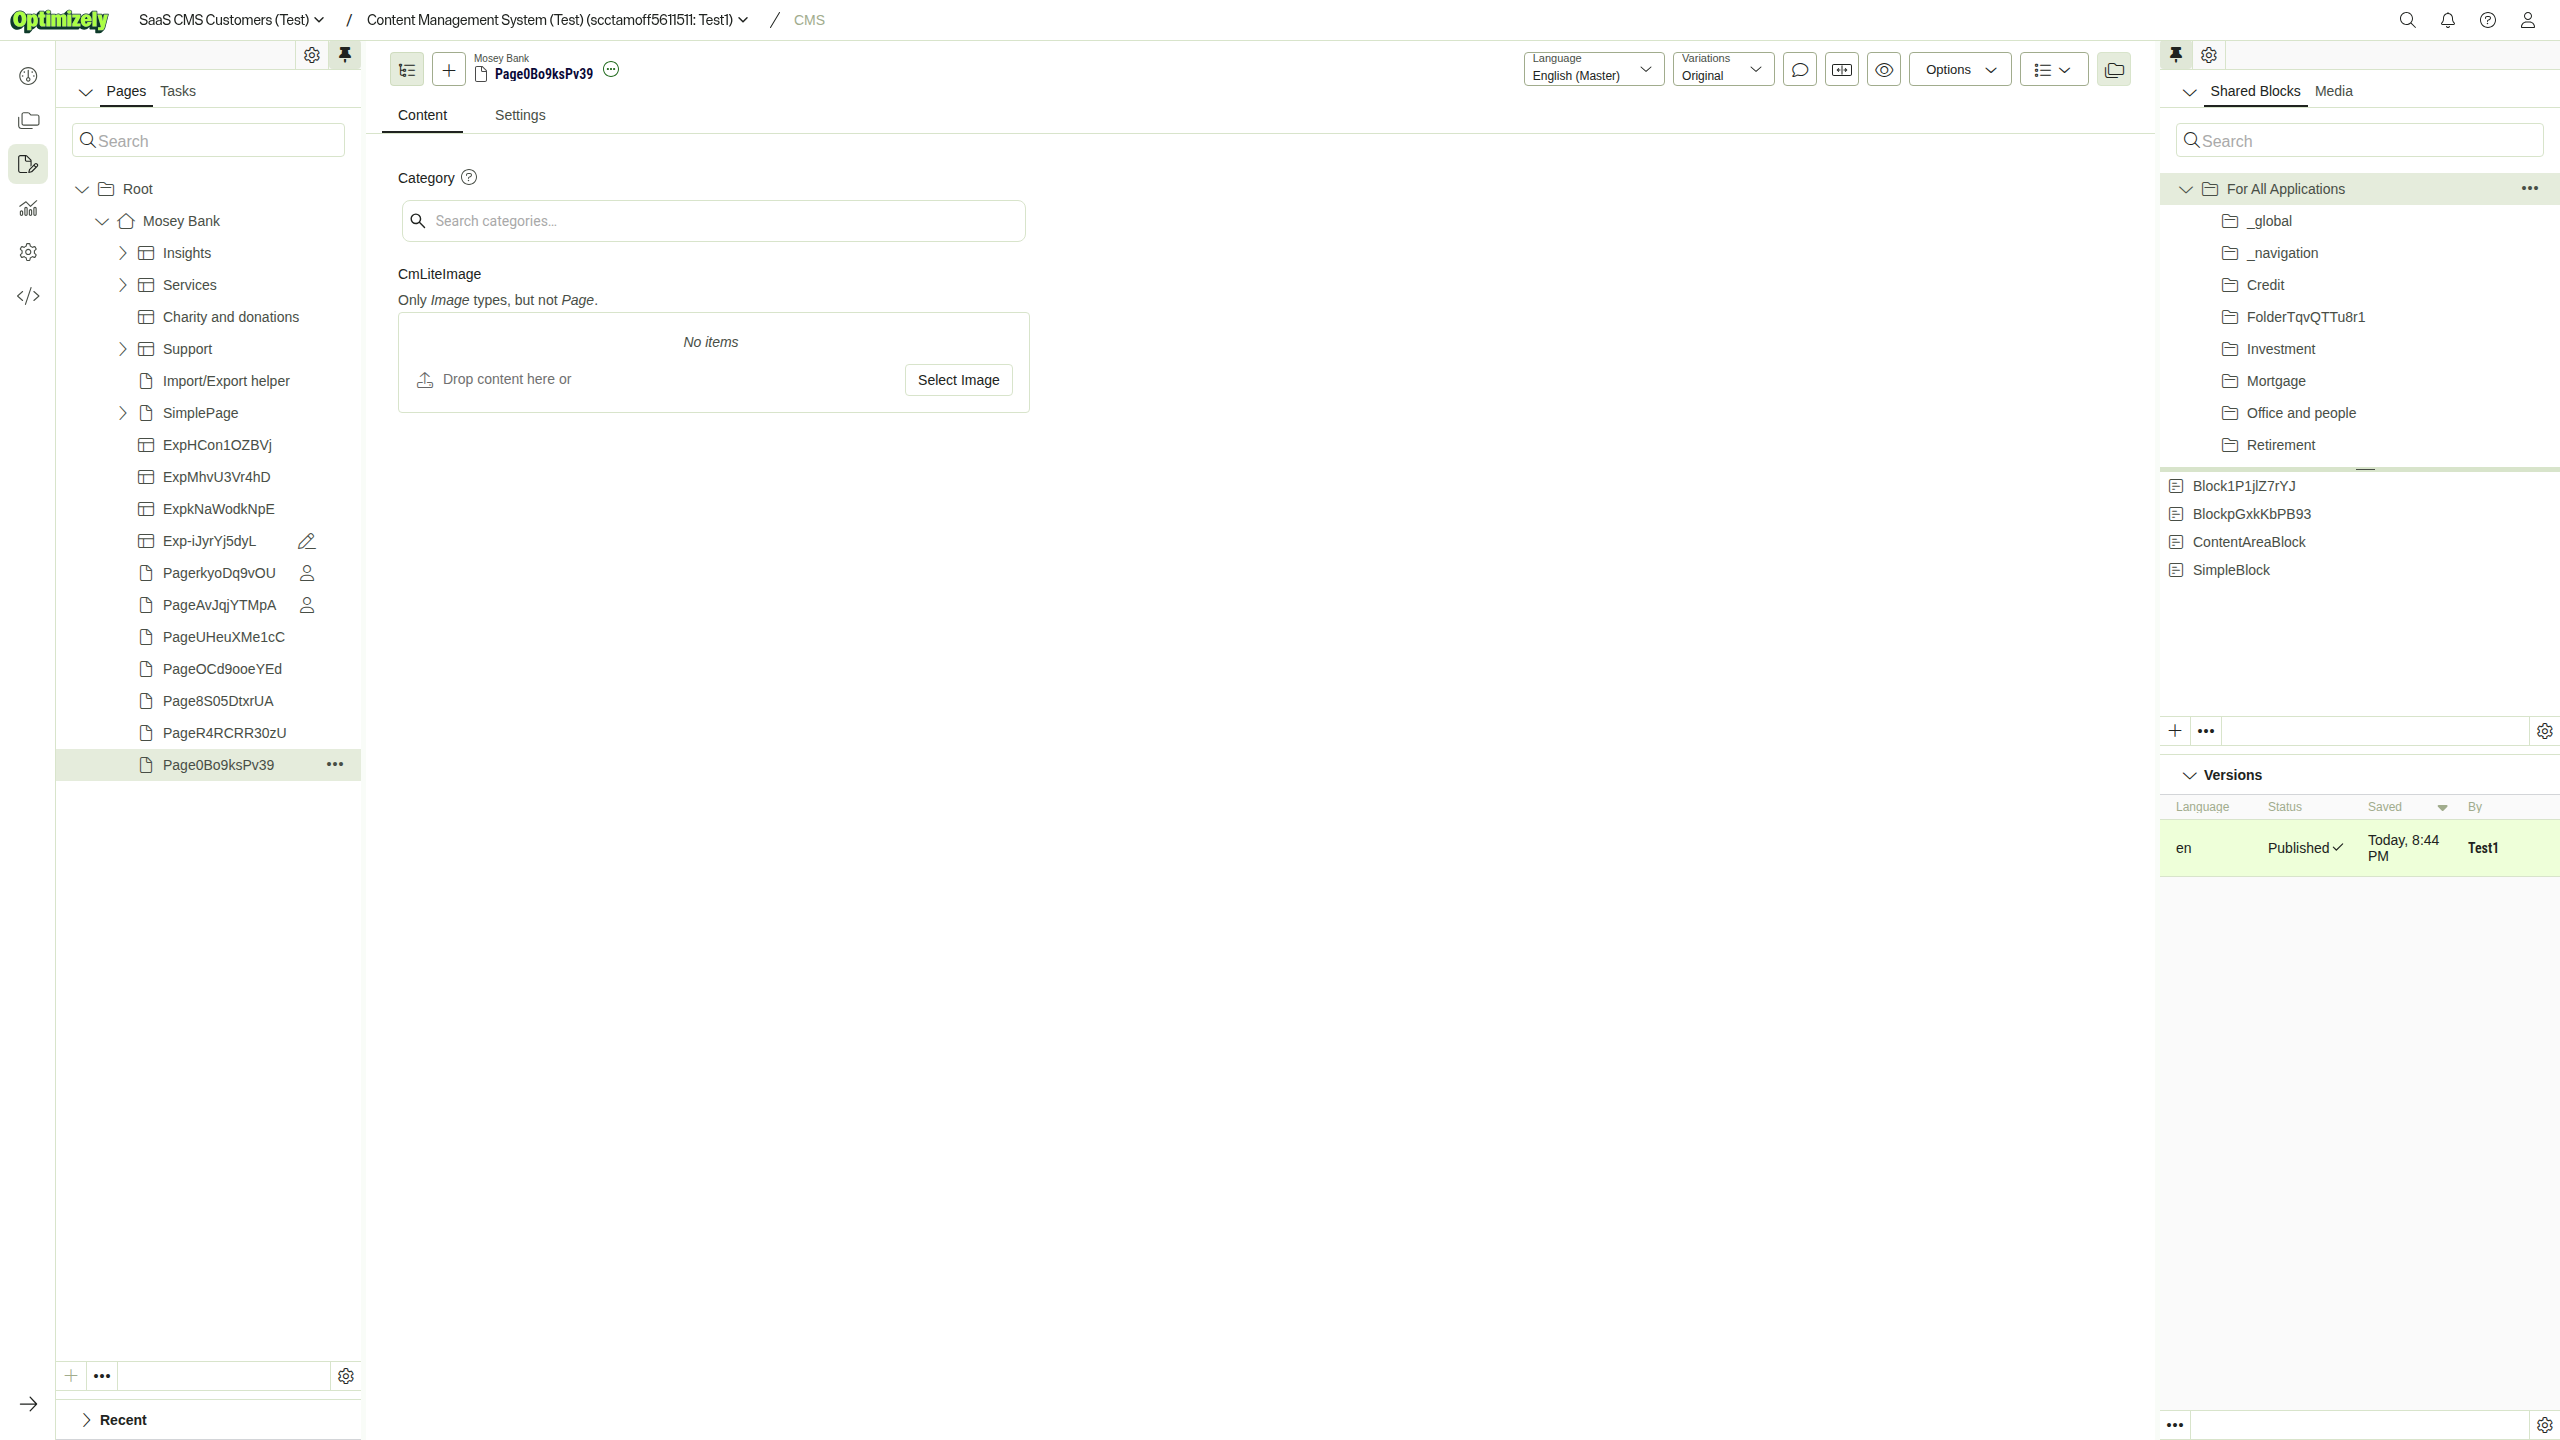 Optimizely
SaaS CMS Customers (Test)
/
Content Management System (Test) (scctamoff5611511: Test1)
/
CMS
Pages
Tasks
Search
Root
Mosey Bank
Insights
Services
Charity and donations
Support
Import/Export helper
SimplePage
ExpHCon1OZBVj
ExpMhvU3Vr4hD
ExpkNaWodkNpE
Exp-iJyrYj5dyL
PagerkyoDq9vOU
PageAvJqjYTMpA
PageUHeuXMe1cC
PageOCd9ooeYEd
Page8S05DtxrUA
PageR4RCRR30zU
Page0Bo9ksPv39
Recent
Mosey Bank
Page0Bo9ksPv39
Language
English (Master)
Variations
Original
Options
Content
Settings
Category
Search categories...
CmLiteImage
Only Image types, but not Page.
No items
Drop content here or
Select Image
Shared Blocks
Media
Search
For All Applications
_global
_navigation
Credit
FolderTqvQTTu8r1
Investment
Mortgage
Office and people
Retirement
Block1P1jlZ7rYJ
BlockpGxkKbPB93
ContentAreaBlock
SimpleBlock
Versions
Language Status Saved By
en Published Today, 8:44 PM Test1